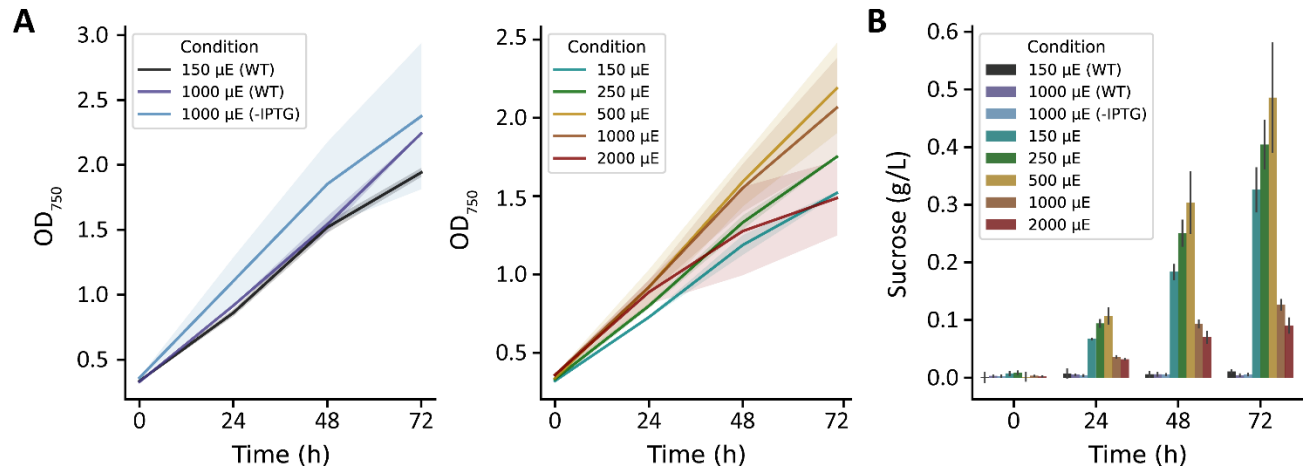 A
3.0
2.5
2.0
1.5
1.0
0.5
OD750
0
24
48
72
Time (h)
Condition
150 µE (WT)
1000 µE (WT)
1000 µE (-IPTG)
2.5
2.0
1.5
1.0
0.5
OD750
0
24
48
72
Time (h)
Condition
150 µE
250 µE
500 µE
1000 µE
2000 µE
B
0.6
0.5
0.4
0.3
0.2
0.1
0.0
Sucrose (g/L)
0
24
48
72
Time (h)
Condition
150 µE (WT)
1000 µE (WT)
1000 µE (-IPTG)
150 µE
250 µE
500 µE
1000 µE
2000 µE